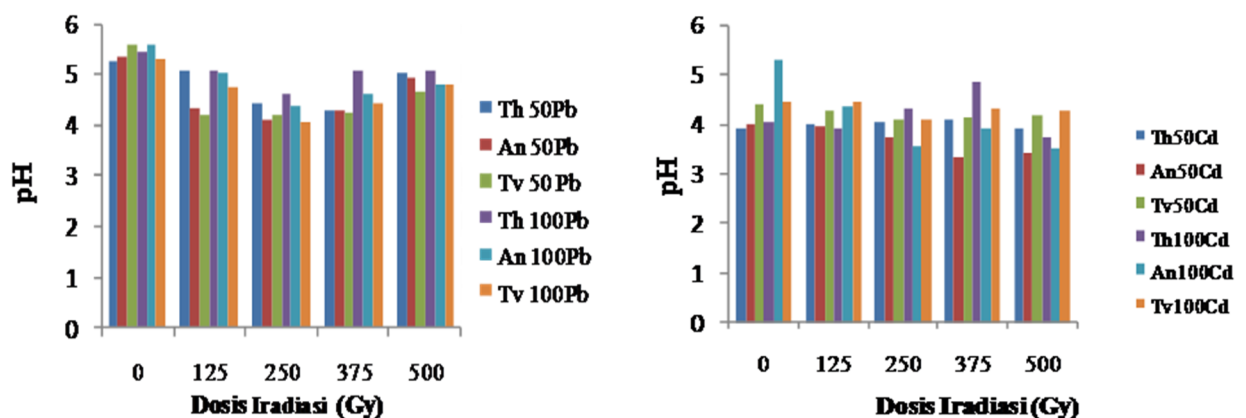 6
5
4
3
2
1
0
pH
0 125 250 375 500
Dosis Iradiasi (Gy)
Th 50Pb
An 50Pb
Tv 50 Pb
Th 100Pb
An 100Pb
Tv 100Pb
6
5
4
3
2
1
0
pH
0 125 250 375 500
Dosis Iradiasi (Gy)
Th50Cd
An50Cd
Tv50Cd
Th100Cd
An100Cd
Tv100Cd